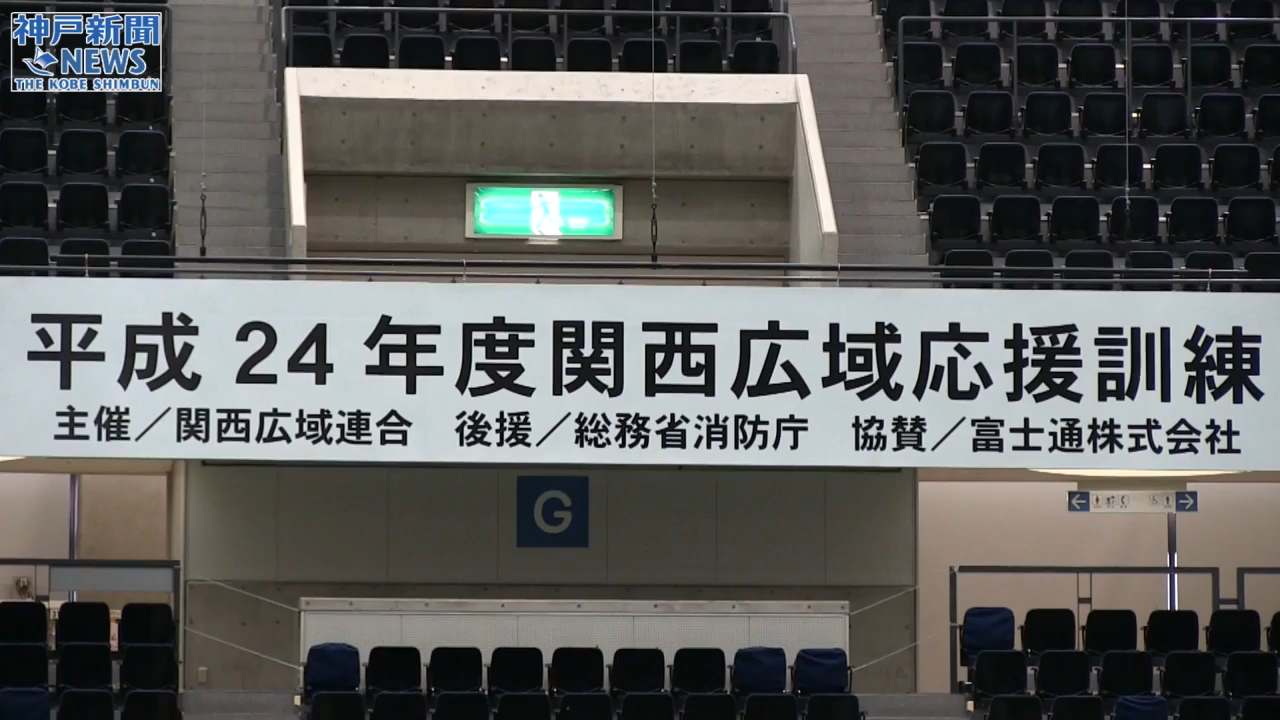 神戸新聞
NEWS
THE KOBE SHIMBUN
平成24年度関西広域応援訓練
主催／関西広域連合　後援／総務省消防庁　協賛／富士通株式会社
G